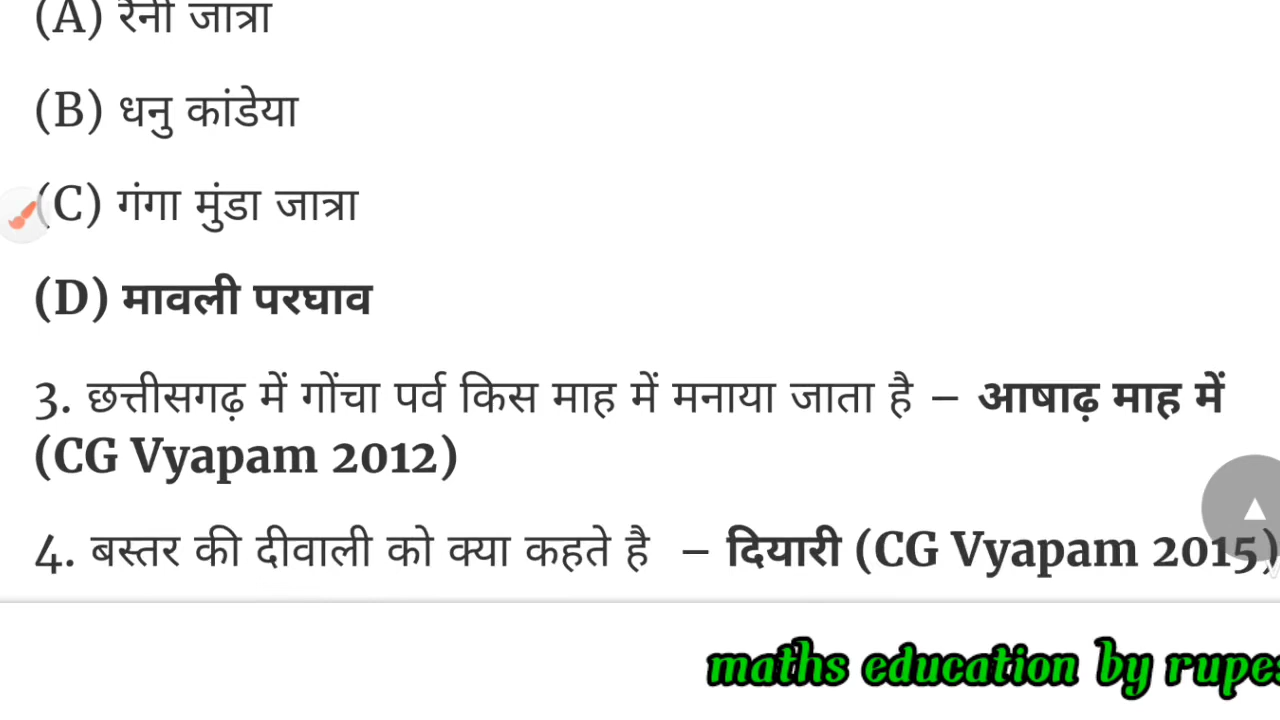 (A) रैनी जात्रा
(B) धनु कांडेया
(C) गंगा मुंडा जात्रा
(D) मावली परघाव
3. छत्तीसगढ़ में गोंचा पर्व किस माह में मनाया जाता है – आषाढ़ माह में
(CG Vyapam 2012)
4. बस्तर की दीवाली को क्या कहते है – दियारी (CG Vyapam 2015)
maths education by rupes